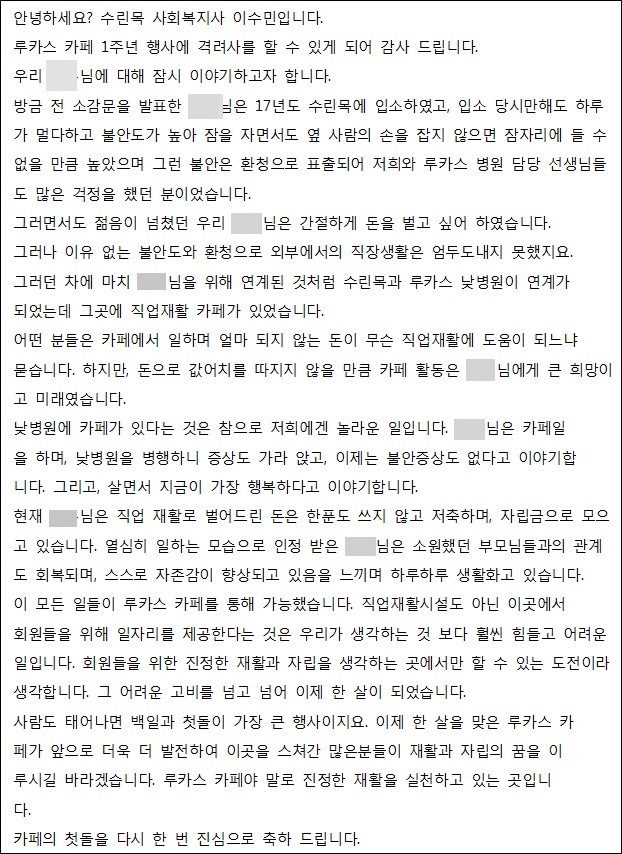 안녕하세요? 수린목 사회복지사 이수민입니다.
루카스 카페 1주년 행사에 격려사를 할 수 있게 되어 감사 드립니다.
우리 님에 대해 잠시 이야기하고자 합니다.
방금 전 소감문을 발표한 님은 17년도 수린목에 입소하였고, 입소 당시만해도 하루
가 멀다하고 불안도가 높아 잠을 자면서도 옆 사람의 손을 잡지 않으면 잠자리에 들 수
없을 만큼 높았으며 그런 불안은 환청으로 표출되어 저희와 루카스 병원 담당 선생님들
도 많은 걱정을 했던 분이었습니다.
그러면서도 젊음이 넘쳤던 우리 님은 간절하게 돈을 벌고 싶어 하였습니다.
그러나 이유 없는 불안도와 환청으로 외부에서의 직장생활은 엄두도내지 못했지요.
그러던 차에 마치 님을 위해 연계된 것처럼 수린목과 루카스 낮병원이 연계가
되었는데 그곳에 직업재활 카페가 있었습니다.
어떤 분들은 카페에서 일하며 얼마 되지 않는 돈이 무슨 직업재활에 도움이 되느냐
묻습니다. 하지만, 돈으로 값어치를 따지지 않을 만큼 카페 활동은 님에게 큰 희망이
고 미래였습니다.
낮병원에 카페가 있다는 것은 참으로 저희에겐 놀라운 일입니다. 님은 카페일
을 하며, 낮병원을 병행하니 증상도 가라 앉고, 이제는 불안증상도 없다고 이야기합
니다. 그리고, 살면서 지금이 가장 행복하다고 이야기합니다.
현재 님은 직업 재활로 벌어드린 돈은 한푼도 쓰지 않고 저축하며, 자립금으로 모으
고 있습니다. 열심히 일하는 모습으로 인정 받은 님은 소원했던 부모님들과의 관계
도 회복되며, 스스로 자존감이 향상되고 있음을 느끼며 하루하루 생활화고 있습니다.
이 모든 일들이 루카스 카페를 통해 가능했습니다. 직업재활시설도 아닌 이곳에서
회원들을 위해 일자리를 제공한다는 것은 우리가 생각하는 것 보다 훨씬 힘들고 어려운
일입니다. 회원들을 위한 진정한 재활과 자립을 생각하는 곳에서만 할 수 있는 도전이라
생각합니다. 그 어려운 고비를 넘고 넘어 이제 한 살이 되었습니다.
사람도 태어나면 백일과 첫돌이 가장 큰 행사이지요. 이제 한 살을 맞은 루카스 카
페가 앞으로 더욱 더 발전하여 이곳을 스쳐간 많은분들이 재활과 자립의 꿈을 이
루시길 바라겠습니다. 루카스 카페야 말로 진정한 재활을 실천하고 있는 곳입니
다.
카페의 첫돌을 다시 한 번 진심으로 축하 드립니다.